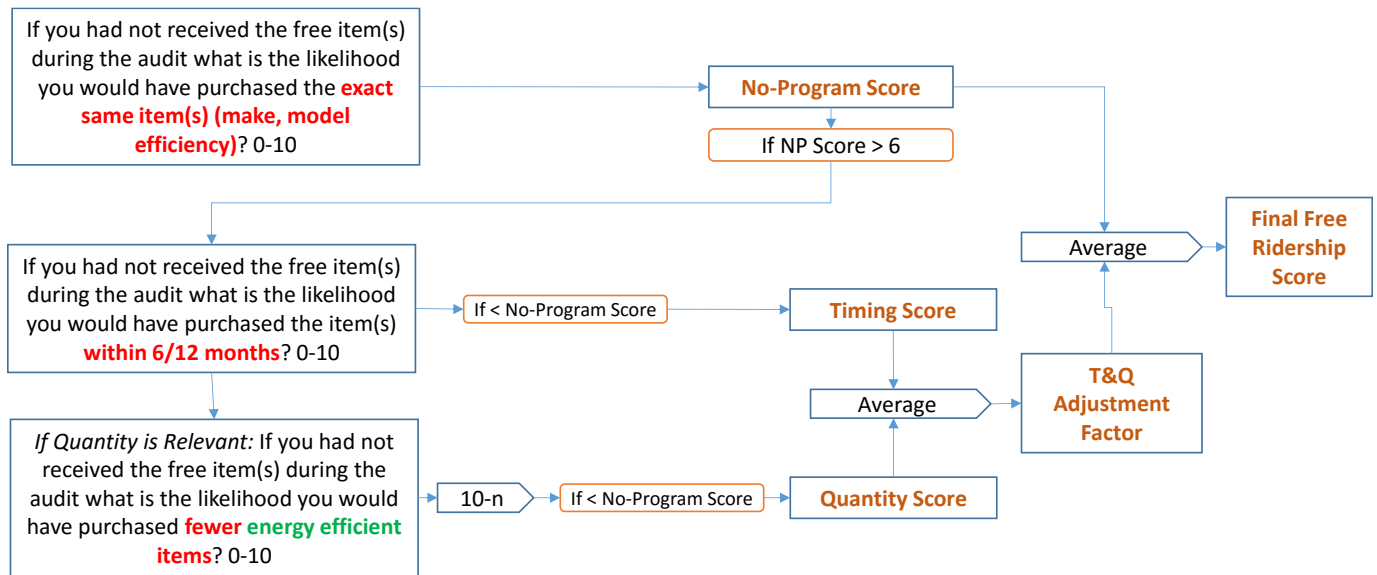 If you had not received the free item(s)
during the audit what is the likelihood
you would have purchased the exact
same item(s) (make, model
efficiency)? 0-10
No-Program Score
If NP Score > 6
If you had not received the free item(s)
during the audit what is the likelihood
you would have purchased the item(s)
within 6/12 months? 0-10
If < No-Program Score
Timing Score
Average
Final Free
Ridership
Score
If Quantity is Relevant: If you had not
received the free item(s) during the
audit what is the likelihood you would
have purchased fewer energy efficient
items? 0-10
10-n
If < No-Program Score
Quantity Score
Average
T&Q
Adjustment
Factor